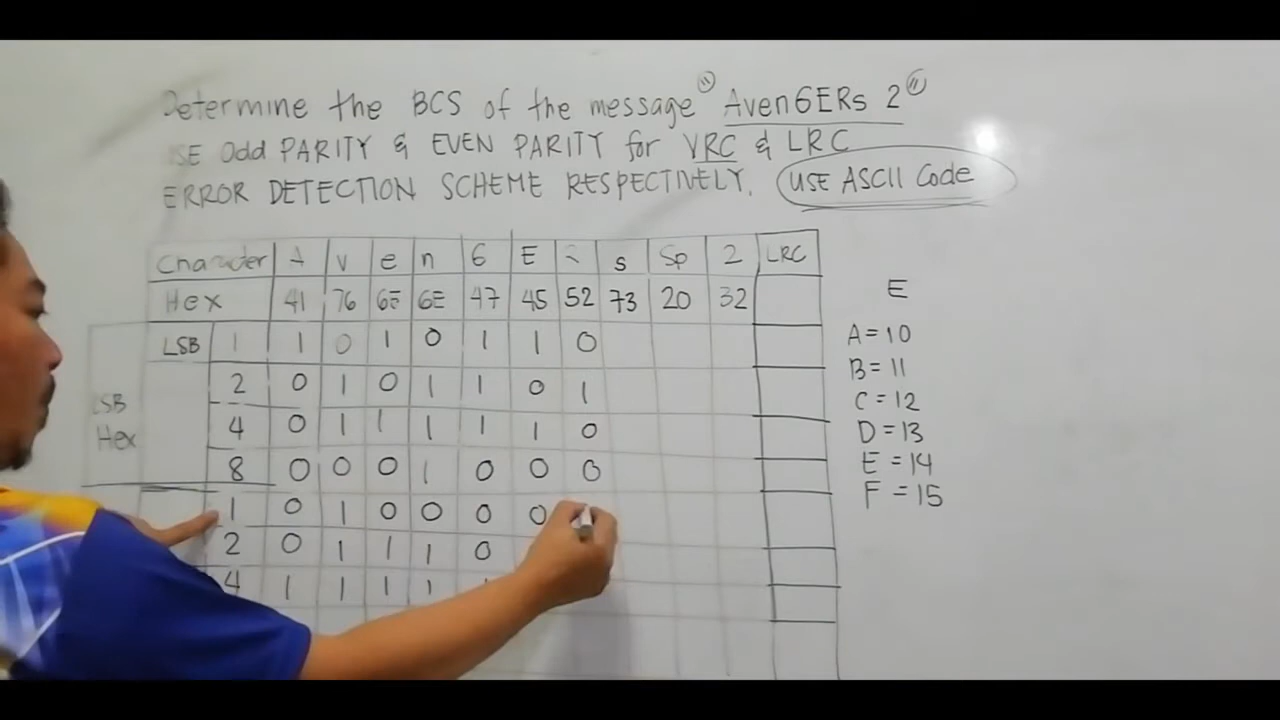 Determine the BCS of the message "Aven6ERs 2"
USE Odd PARITY & EVEN PARITY for VRC & LRC
ERROR DETECTION SCHEME RESPECTIVELY. (USE ASCII Code)
Character A v e n 6 E R s Sp 2 LRC
Hex 41 76 65 6E 47 45 52 73 20 32
LSB 1 1 0 1 0 1 1 0
2 0 1 0 1 1 0 1
4 0 1 1 1 1 1 0
8 0 0 0 1 0 0 0
LSB
Hex
1 0 1 0 0 0 0
2 0 1 1 1 0
4 1 1 1 1
E
A = 10
B = 11
C = 12
D = 13
E = 14
F = 15